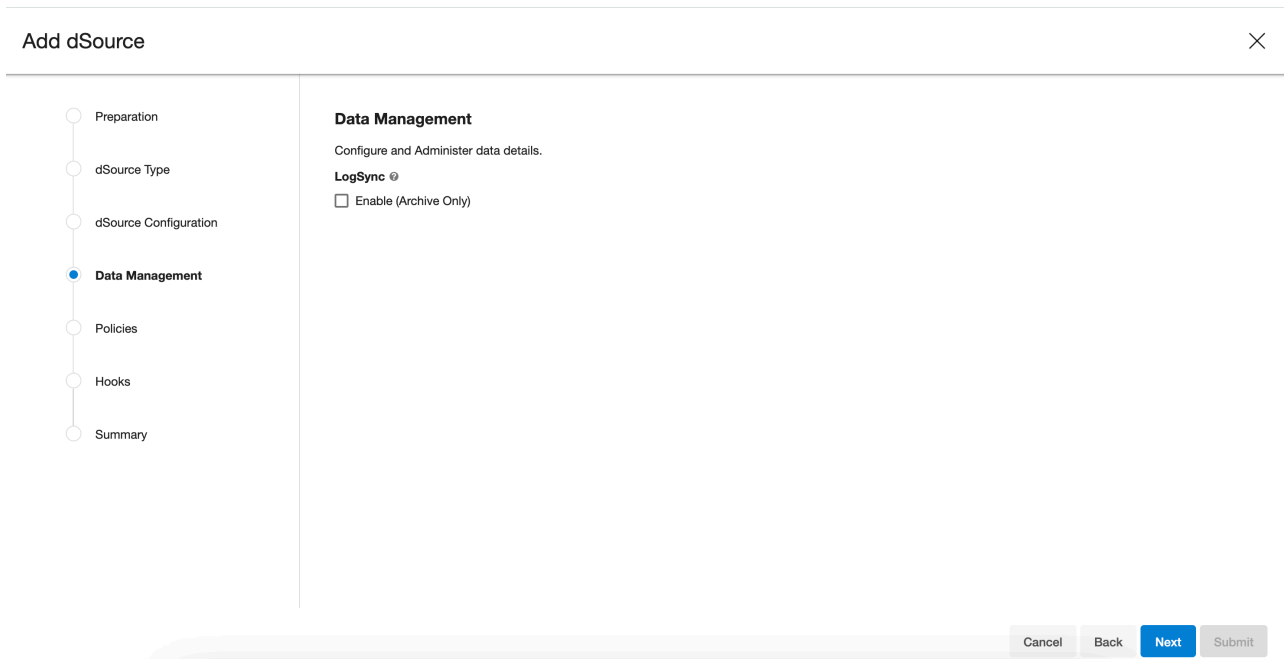 Add dSource
Preparation
dSource Type
dSource Configuration
Data Management
Policies
Hooks
Summary
Data Management
Configure and Administer data details.
LogSync ?
Enable (Archive Only)
Cancel Back Next Submit